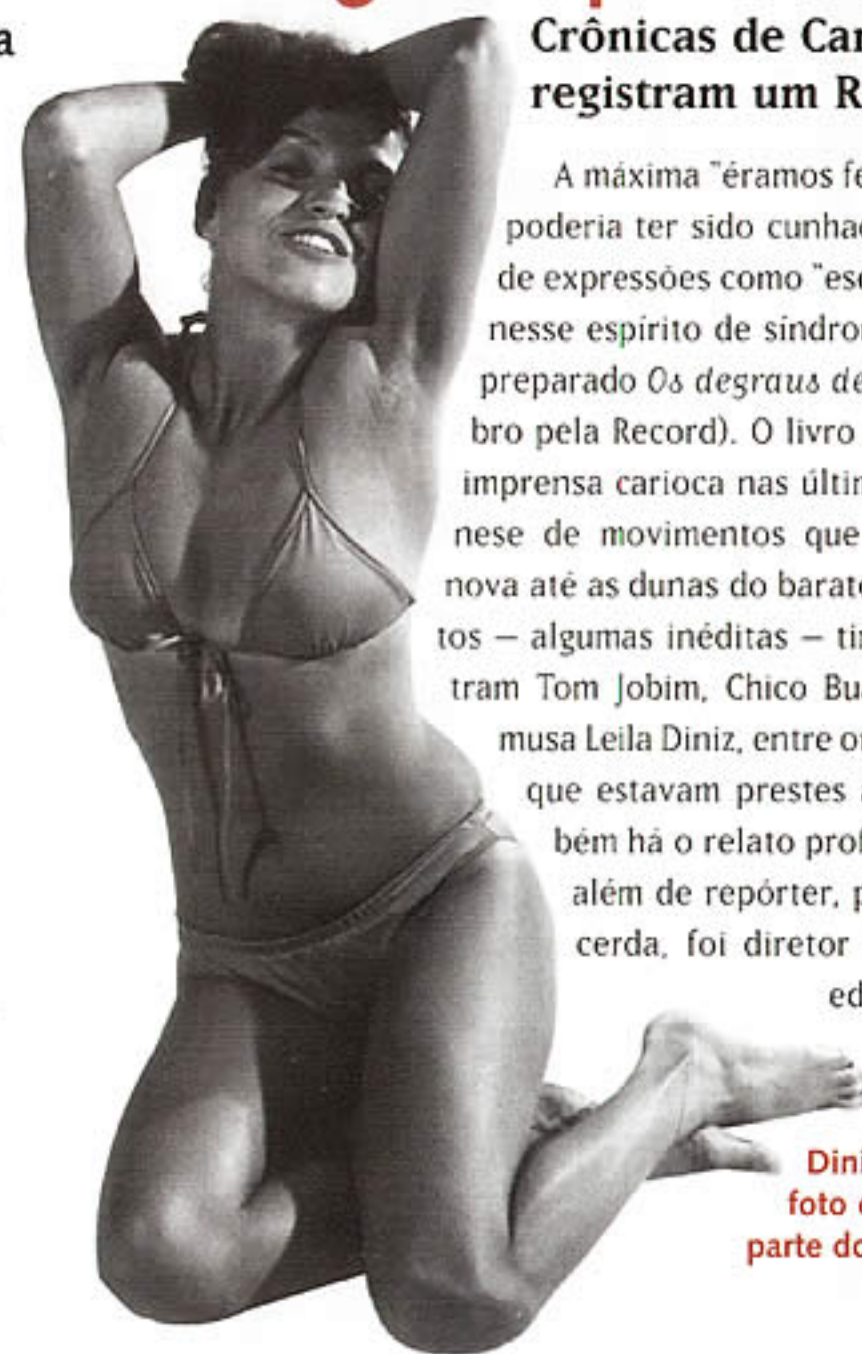 a
Crônicas de Car
registram um R
A máxima "éramos fe
poderia ter sido cunha
de expressões como "es
nesse espírito de síndro
preparado Os degraus de
bro pela Record). O livro
imprensa carioca nas últi
nese de movimentos que
nova até as dunas do barat
tos – algumas inéditas – ti
tram Tom Jobim, Chico Bu
musa Leila Diniz, entre o
que estavam prestes
bém há o relato prof
além de repórter, p
cerda, foi diretor
ed
Dini
foto
parte do